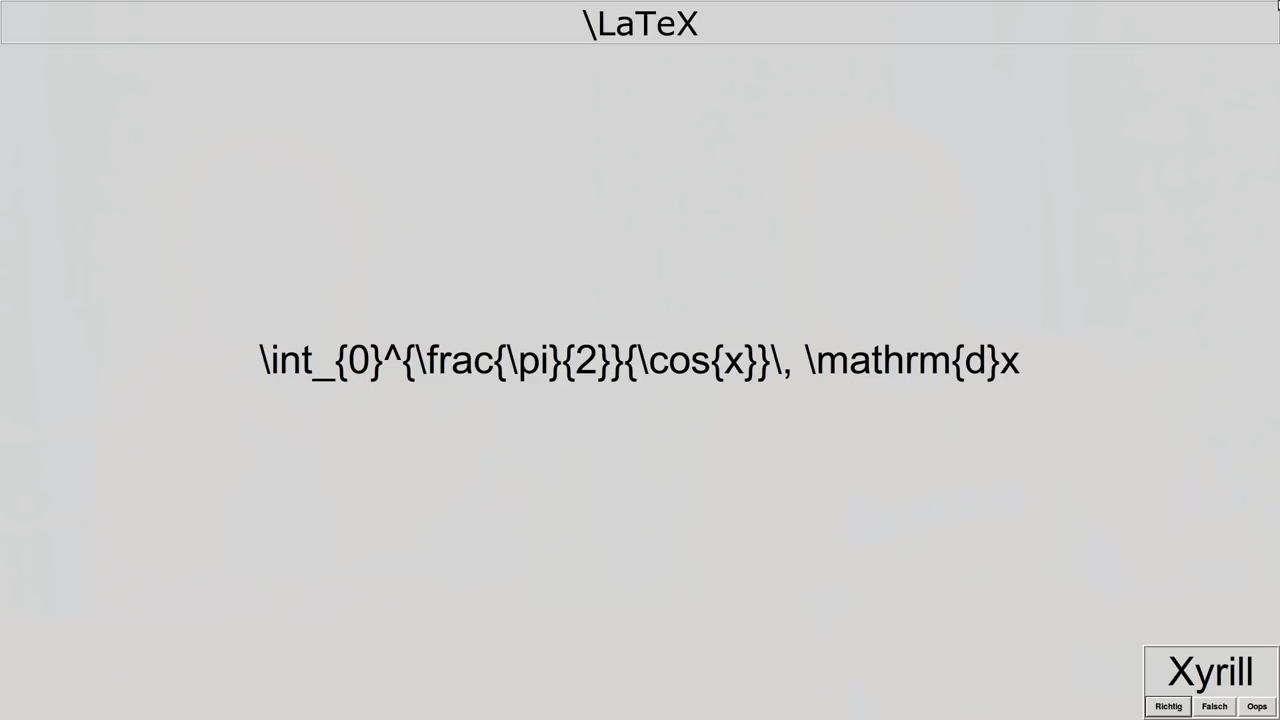 \LaTeX
\int_{0}^{\frac{\pi}{2}}{\cos{x}}\, \mathrm{d}x
Xyrill
Richtig Falsch Oops